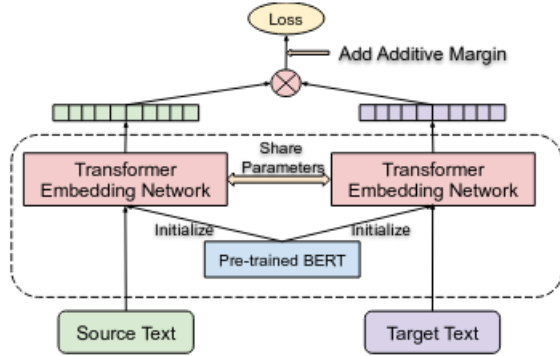 Loss
Add Additive Margin
Transformer
Embedding Network
Share
Parameters
Transformer
Embedding Network
Initialize
Initialize
Pre-trained BERT
Source Text
Target Text